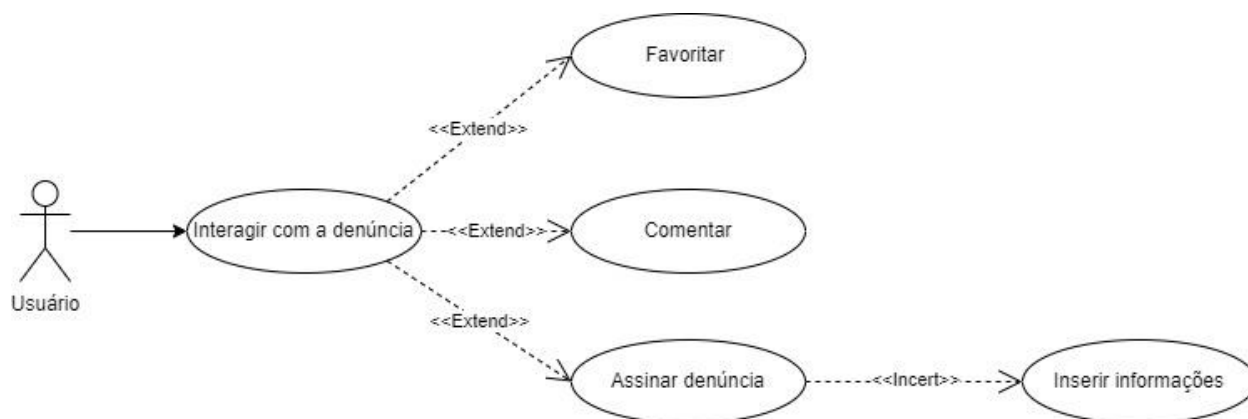 Favoritar
<<Extend>>
Interagir com a denúncia
<<Extend>>
Comentar
Usuário
<<Extend>>
Assinar denúncia
<<Incert>>
Inserir informações